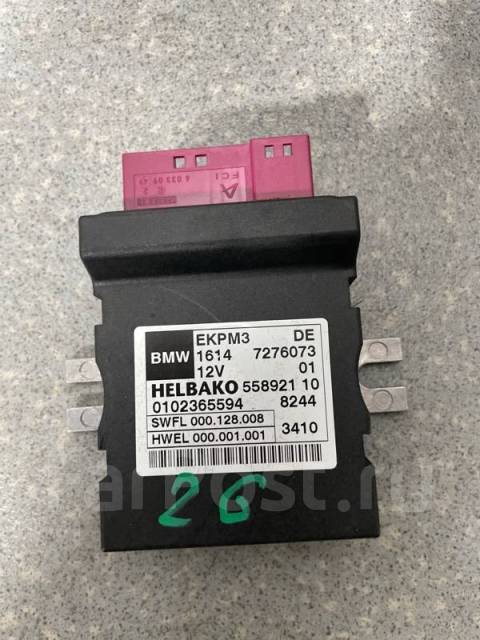 FCI
EKPM3 DE
BMW 1614 7276073
12V 01
HELBAKO 558921 10
0102365594 8244
SWFL 000.128.008
HWEL 000.001.001 3410
26